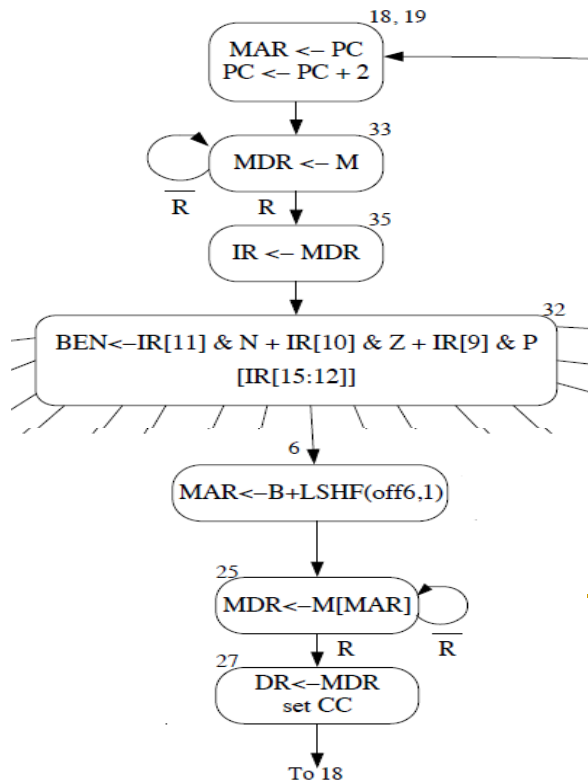 18, 19
MAR <– PC
PC <– PC + 2
33
MDR <– M
R
R
35
IR <– MDR
32
BEN<–IR[11] & N + IR[10] & Z + IR[9] & P
[IR[15:12]]
6
MAR<–B+LSHF(off6,1)
25
MDR<–M[MAR]
R
R
27
DR<–MDR
set CC
To 18